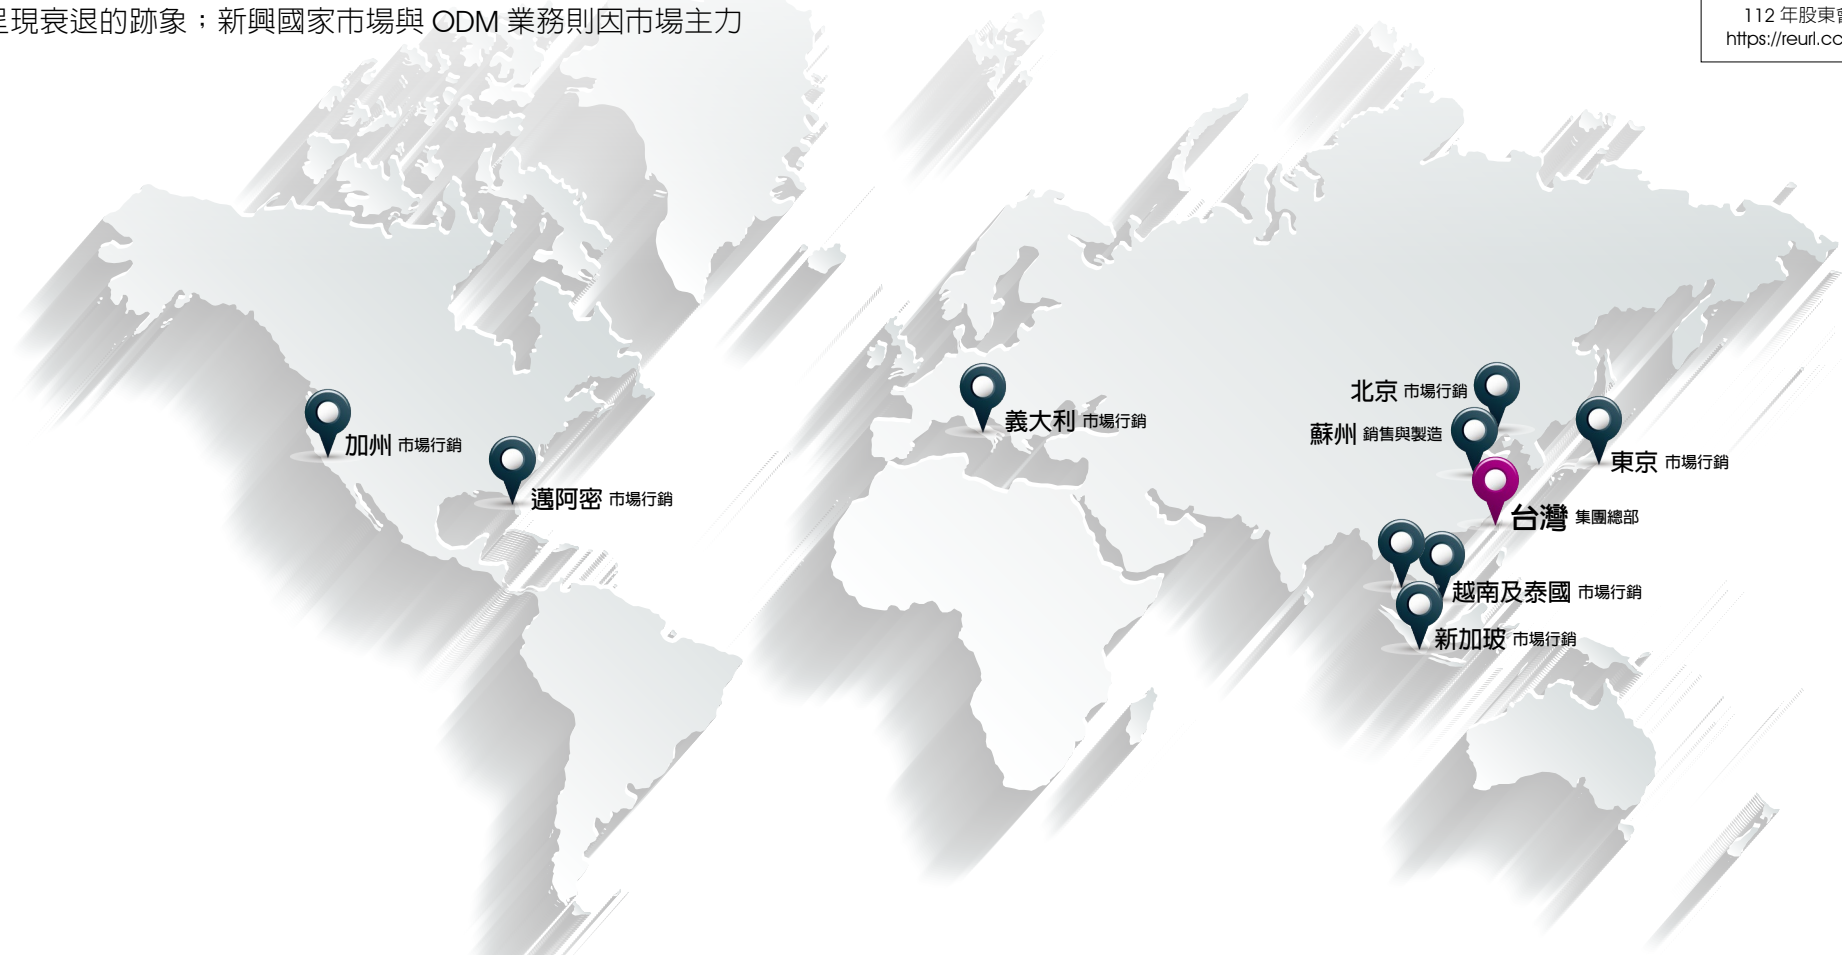 現衰退的跡象；新興國家市場與 ODM 業務則因市場主力
112 年股東
https://reurl.cc
北京 市場行銷
義大利 市場行銷
蘇州 銷售與製造
加州 市場行銷
東京 市場行銷
邁阿密 市場行銷
台灣 集團總部
越南及泰國 市場行銷
新加玻 市場行銷